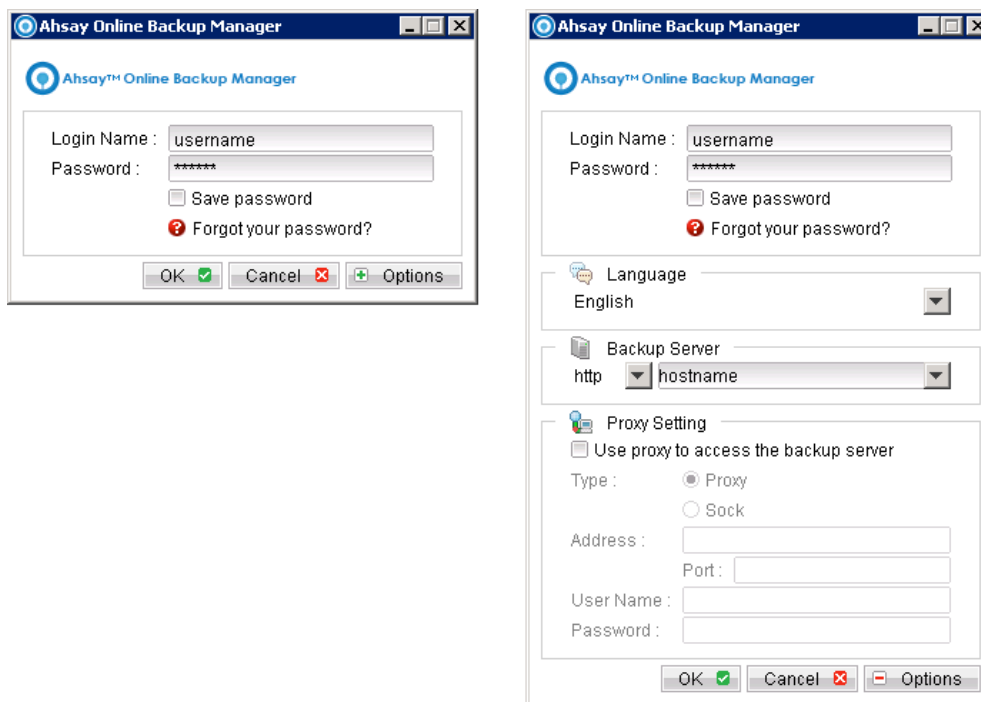 Ahsay Online Backup Manager
Ahsay™ Online Backup Manager
Login Name : username
Password : ******
Save password
Forgot your password?
OK Cancel Options
Ahsay Online Backup Manager
Ahsay™ Online Backup Manager
Login Name : username
Password : ******
Save password
Forgot your password?
Language
English
Backup Server
http hostname
Proxy Setting
Use proxy to access the backup server
Type : Proxy
Sock
Address :
Port :
User Name :
Password :
OK Cancel Options